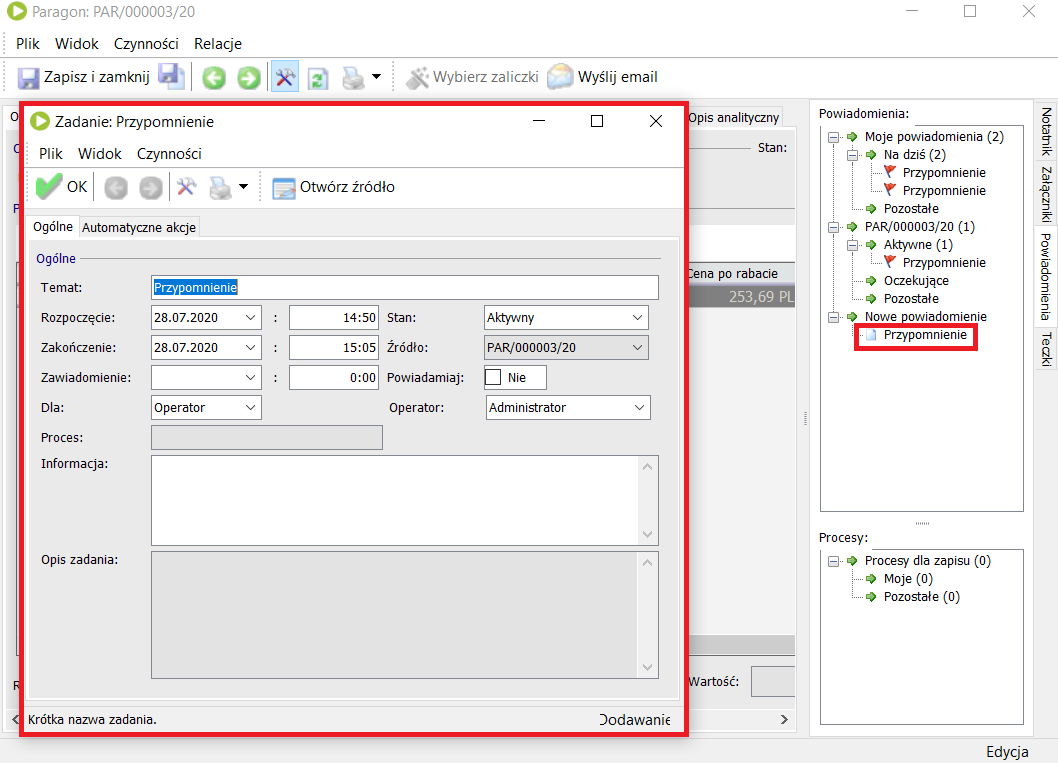 Paragon: PAR/000003/20
Plik Widok Czynności Relacje
Zapisz i zamknij Wybierz zaliczki Wyślij email
Opis analityczny
Stan:
Cena po rabacie
253,69 PL
Wartość:
Zadanie: Przypomnienie
Plik Widok Czynności
OK Otwórz źródło
Ogólne Automatyczne akcje
Ogólne
Temat: Przypomnienie
Rozpoczęcie: 28.07.2020 : 14:50 Stan: Aktywny
Zakończenie: 28.07.2020 : 15:05 Źródło: PAR/000003/20
Zawiadomienie: : 0:00 Powiadamiaj: Nie
Dla: Operator Operator: Administrator
Proces:
Informacja:
Opis zadania:
Krótka nazwa zadania. Dodawanie
Powiadomienia:
Moje powiadomienia (2)
Na dziś (2)
Przypomnienie
Przypomnienie
Pozostałe
PAR/000003/20 (1)
Aktywne (1)
Przypomnienie
Oczekujące
Pozostałe
Nowe powiadomienie
Przypomnienie
Procesy:
Procesy dla zapisu (0)
Moje (0)
Pozostałe (0)
Notatnik
Załączniki
Powiadomienia
Teczki
Edycja